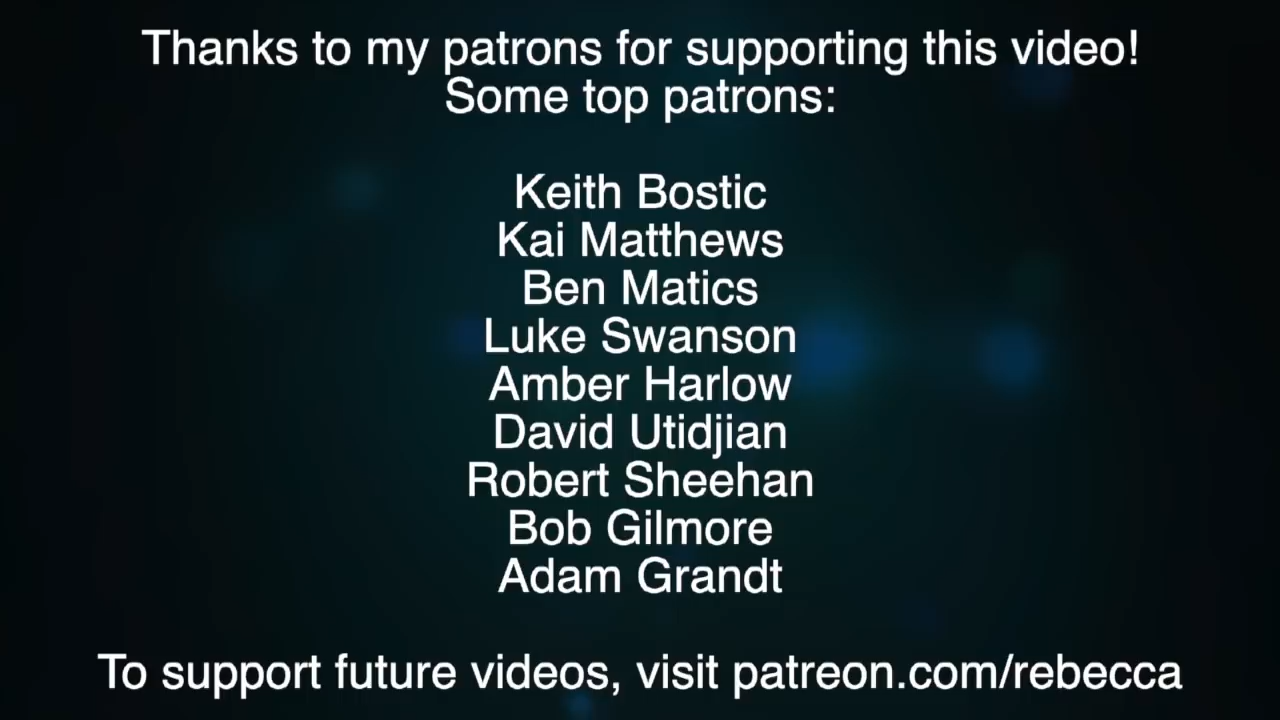 Thanks to my patrons for supporting this video!
Some top patrons:
Keith Bostic
Kai Matthews
Ben Matics
Luke Swanson
Amber Harlow
David Utidjian
Robert Sheehan
Bob Gilmore
Adam Grandt
To support future videos, visit patreon.com/rebecca